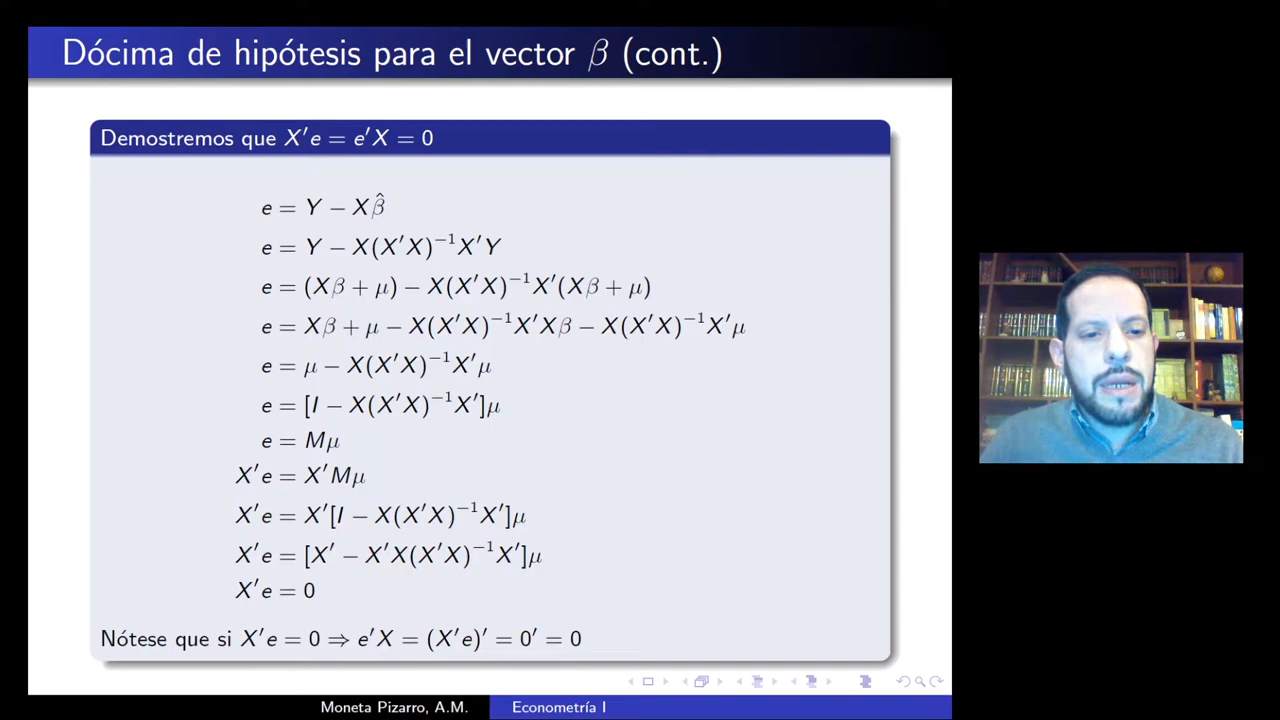 Dócima de hipótesis para el vector β (cont.)
Demostremos que X′e = e′X = 0
e = Y − Xβ̂
e = Y − X(X′X)⁻¹X′Y
e = (Xβ + μ) − X(X′X)⁻¹X′(Xβ + μ)
e = Xβ + μ − X(X′X)⁻¹X′Xβ − X(X′X)⁻¹X′μ
e = μ − X(X′X)⁻¹X′μ
e = [I − X(X′X)⁻¹X′]μ
e = Mμ
X′e = X′Mμ
X′e = X′[I − X(X′X)⁻¹X′]μ
X′e = [X′ − X′X(X′X)⁻¹X′]μ
X′e = 0
Nótese que si X′e = 0 ⇒ e′X = (X′e)′ = 0′ = 0
Moneta Pizarro, A.M. Econometría I